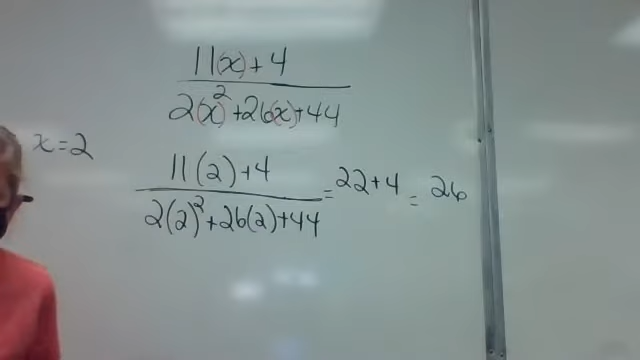 11(x)+4
2(x)²+26(x)+44
x=2
11(2)+4
2(2)²+26(2)+44
=22+4 = 26